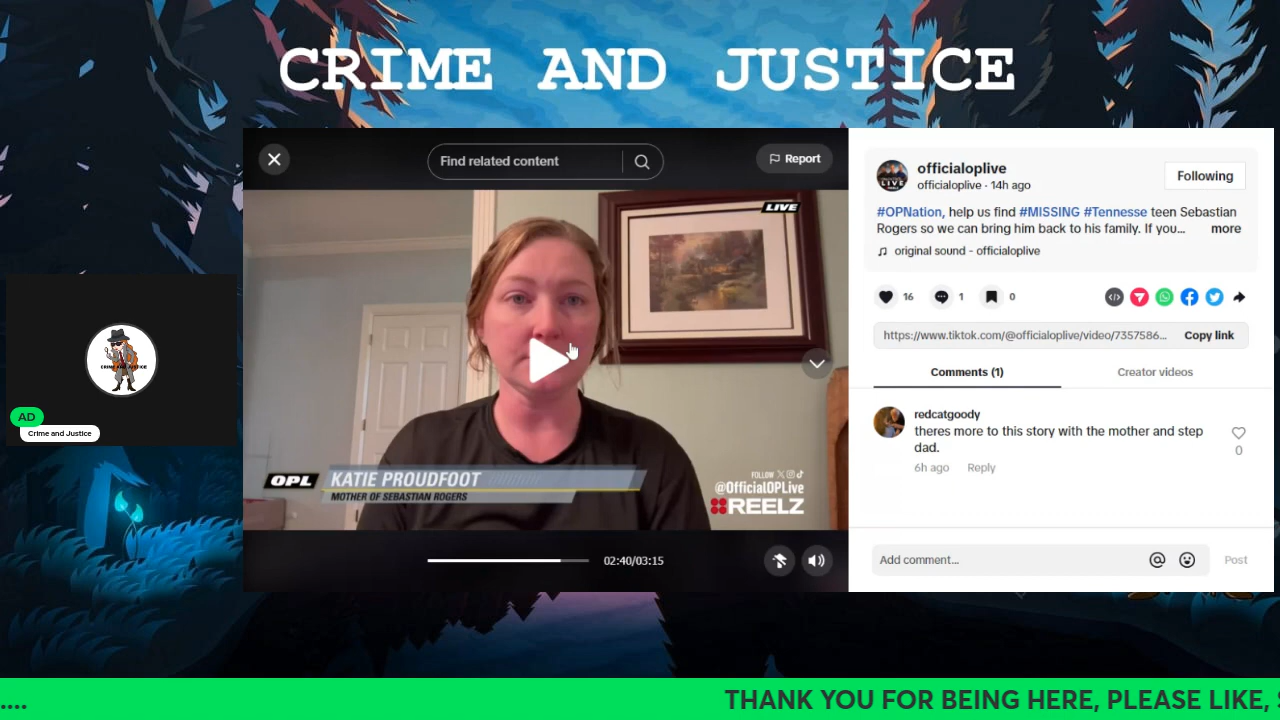 CRIME AND JUSTICE
Find related content
Report
officialoplive
officialoplive · 14h ago
Following
#OPNation, help us find #MISSING #Tennesse teen Sebastian
Rogers so we can bring him back to his family. If you... more
original sound - officialoplive
16
1
0
https://www.tiktok.com/@officialoplive/video/7357586...
Copy link
Comments (1)
Creator videos
redcatgoody
theres more to this story with the mother and step
dad.
0
6h ago
Reply
Add comment...
Post
LIVE
OPL
KATIE PROUDFOOT
MOTHER OF SEBASTIAN ROGERS
FOLLOW
@OfficialOPLive
REELZ
02:40/03:15
CRIME AND JUSTICE
AD
Crime and Justice
....
THANK YOU FOR BEING HERE, PLEASE LIKE,